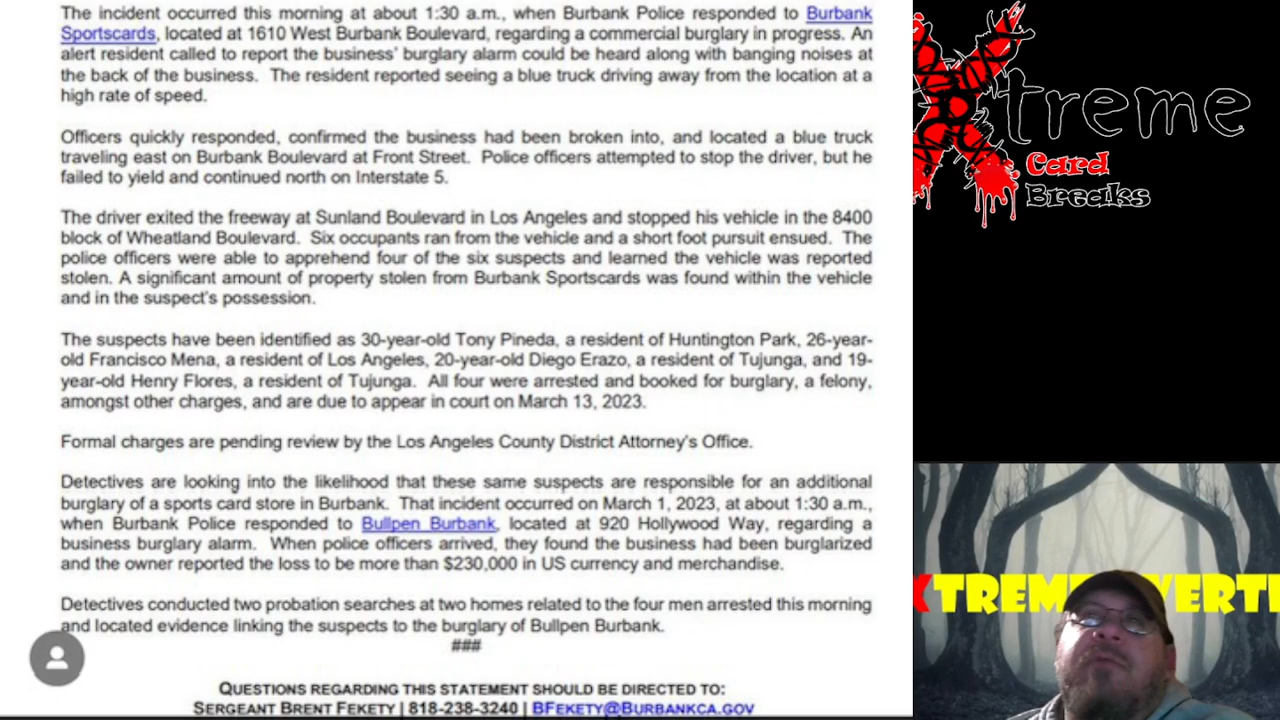 The incident occurred this morning at about 1:30 a.m., when Burbank Police responded to Burbank
Sportscards, located at 1610 West Burbank Boulevard, regarding a commercial burglary in progress. An
alert resident called to report the business' burglary alarm could be heard along with banging noises at
the back of the business. The resident reported seeing a blue truck driving away from the location at a
high rate of speed.
Officers quickly responded, confirmed the business had been broken into, and located a blue truck
traveling east on Burbank Boulevard at Front Street. Police officers attempted to stop the driver, but he
failed to yield and continued north on Interstate 5.
The driver exited the freeway at Sunland Boulevard in Los Angeles and stopped his vehicle in the 8400
block of Wheatland Boulevard. Six occupants ran from the vehicle and a short foot pursuit ensued. The
police officers were able to apprehend four of the six suspects and learned the vehicle was reported
stolen. A significant amount of property stolen from Burbank Sportscards was found within the vehicle
and in the suspect's possession.
The suspects have been identified as 30-year-old Tony Pineda, a resident of Huntington Park, 26-year-
old Francisco Mena, a resident of Los Angeles, 20-year-old Diego Erazo, a resident of Tujunga, and 19-
year-old Henry Flores, a resident of Tujunga. All four were arrested and booked for burglary, a felony,
amongst other charges, and are due to appear in court on March 13, 2023.
Formal charges are pending review by the Los Angeles County District Attorney's Office.
Detectives are looking into the likelihood that these same suspects are responsible for an additional
burglary of a sports card store in Burbank. That incident occurred on March 1, 2023, at about 1:30 a.m.,
when Burbank Police responded to Bullpen Burbank, located at 920 Hollywood Way, regarding a
business burglary alarm. When police officers arrived, they found the business had been burglarized
and the owner reported the loss to be more than $230,000 in US currency and merchandise.
Detectives conducted two probation searches at two homes related to the four men arrested this morning
and located evidence linking the suspects to the burglary of Bullpen Burbank.
###
QUESTIONS REGARDING THIS STATEMENT SHOULD BE DIRECTED TO:
SERGEANT BRENT FEKETY | 818-238-3240 | BFEKETY@BURBANKCA.GOV
Xtreme
Card
Breaks
XTREME VERTI